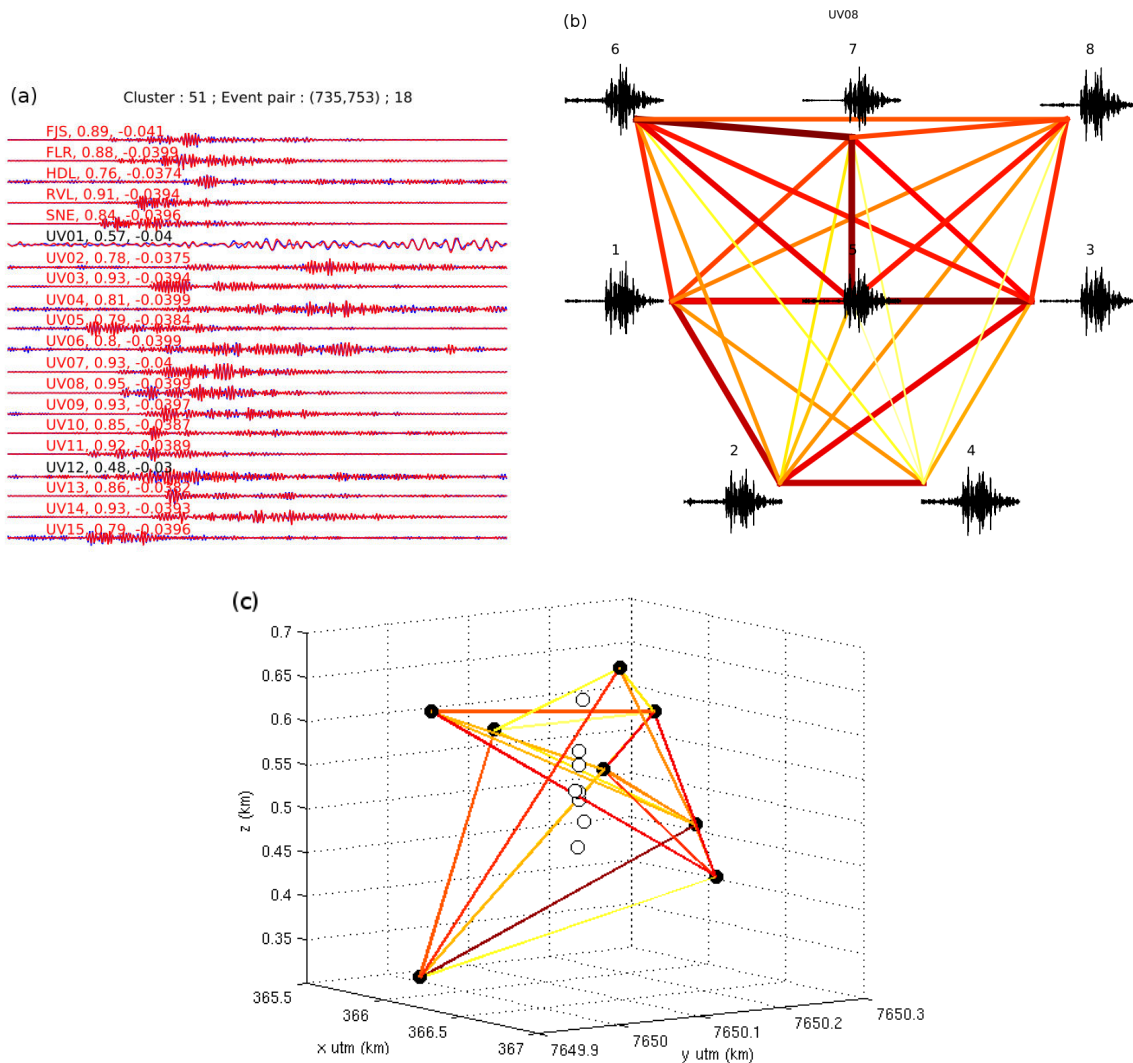 (a)
Cluster : 51 ; Event pair : (735,753) ; 18
FJS, 0.89, -0.041
FLR, 0.88, -0.0399
HDL, 0.76, -0.0374
RVL, 0.91, -0.0394
SNE, 0.84, -0.0396
UV01, 0.57, -0.04
UV02, 0.78, -0.0375
UV03, 0.93, -0.0394
UV04, 0.81, -0.0399
UV05, 0.79, -0.0384
UV06, 0.8, -0.0399
UV07, 0.93, -0.04
UV08, 0.95, -0.0399
UV09, 0.93, -0.0397
UV10, 0.85, -0.0387
UV11, 0.92, -0.0389
UV12, 0.48, -0.03
UV13, 0.86, -0.0382
UV14, 0.93, -0.0393
UV15, 0.79, -0.0396
(b)
UV08
6 7 8
1 5 3
2 4
(c)
0.7
0.65
0.6
0.55
0.5
0.45
0.4
0.35
z (km)
365.5
366
366.5
367
x utm (km)
7649.9
7650
7650.1
7650.2
7650.3
y utm (km)